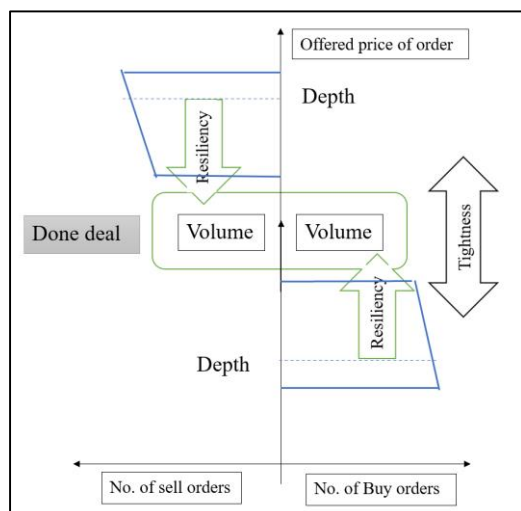 Offered price of order
Depth
Resiliency
Done deal
Volume
Volume
Tightness
Resiliency
Depth
No. of sell orders
No. of Buy orders